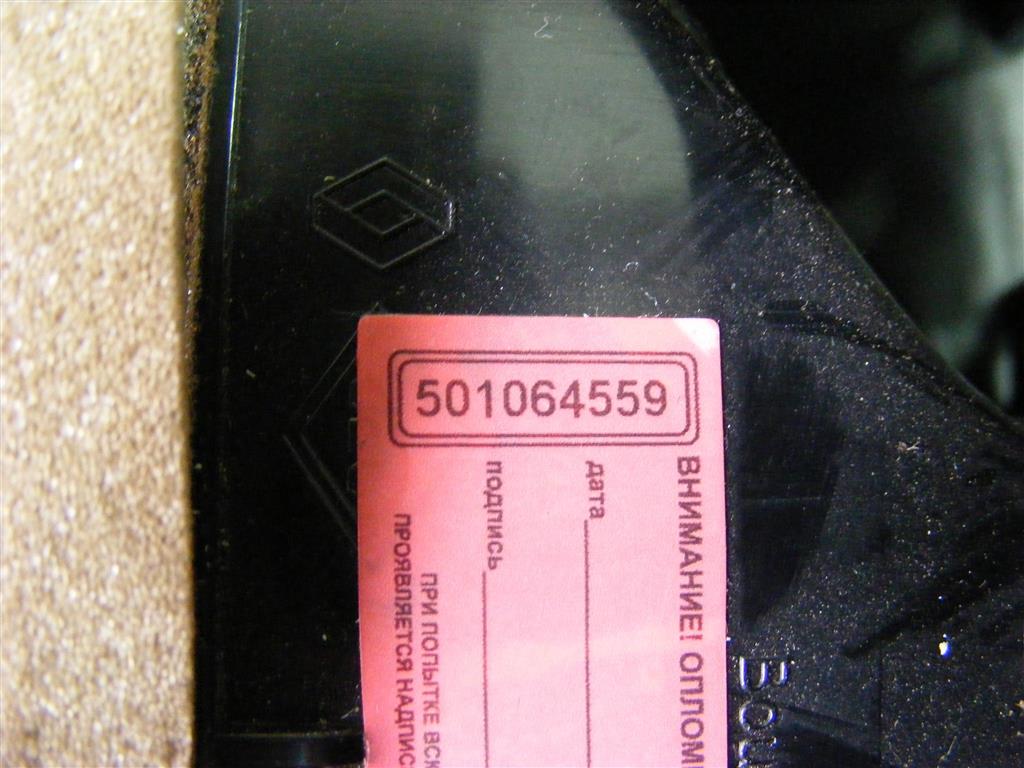 501064559
ВНИМАНИЕ! ОПЛОМ
дата
подпись
ПРИ ПОПЫТКЕ ВСК
ПРОЯВЛЯЕТСЯ НАДПИС